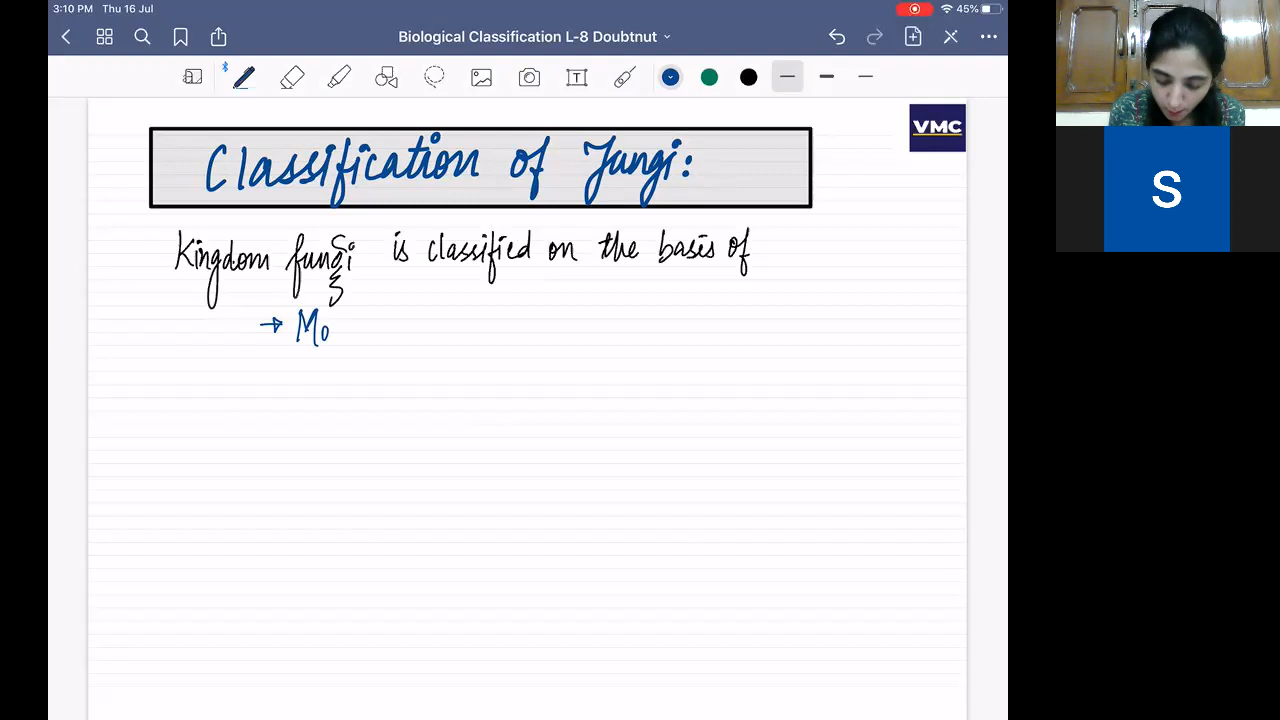 3:10 PM Thu 16 Jul
45%
Biological Classification L-8 Doubtnut
T
VMC
Classification of Fungi:
Kingdom fungi is classified on the basis of
→ Mo
S